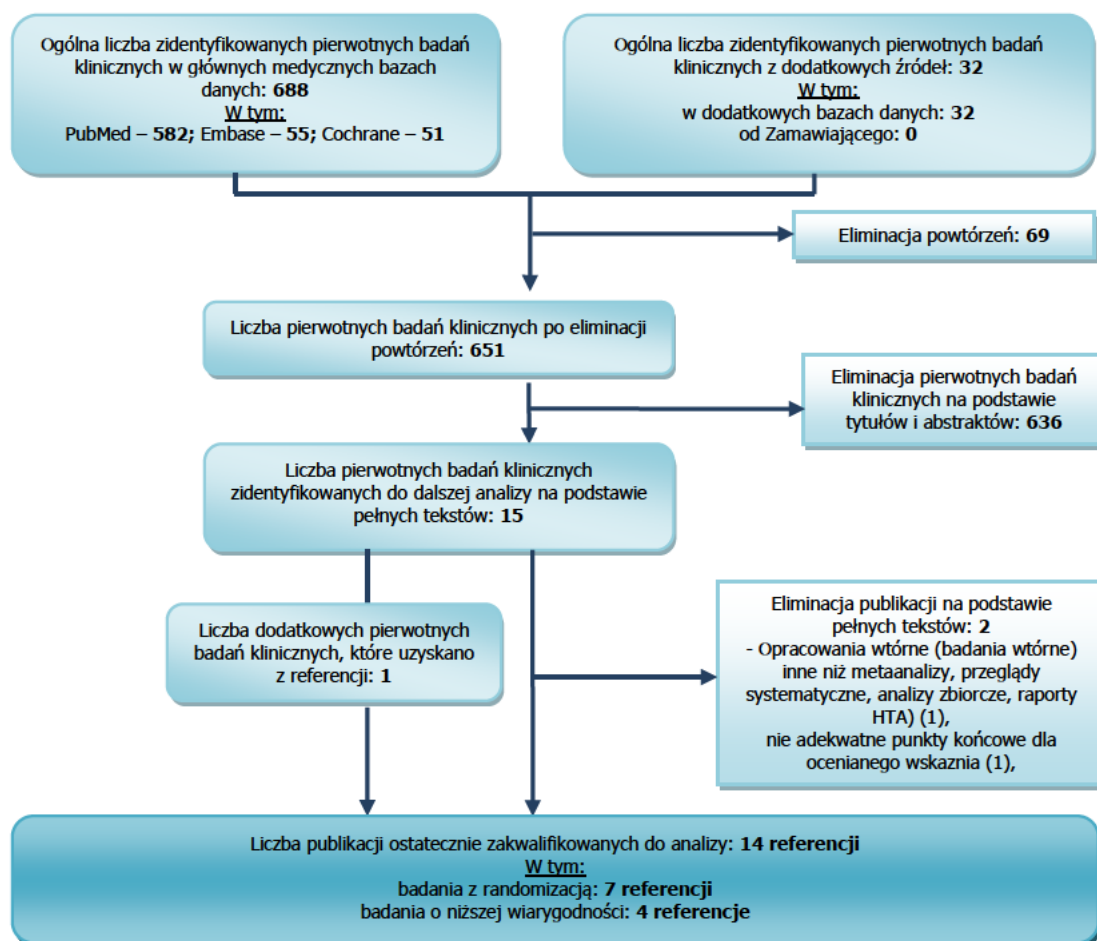 Ogólna liczba zidentyfikowanych pierwotnych badań
klinicznych w głównych medycznych bazach
danych: 688
W tym:
PubMed – 582; Embase – 55; Cochrane – 51
Ogólna liczba zidentyfikowanych pierwotnych badań
klinicznych z dodatkowych źródeł: 32
W tym:
w dodatkowych bazach danych: 32
od Zamawiającego: 0
Eliminacja powtórzeń: 69
Liczba pierwotnych badań klinicznych po eliminacji
powtórzeń: 651
Eliminacja pierwotnych badań
klinicznych na podstawie
tytułów i abstraktów: 636
Liczba pierwotnych badań klinicznych
zidentyfikowanych do dalszej analizy na podstawie
pełnych tekstów: 15
Liczba dodatkowych pierwotnych
badań klinicznych, które uzyskano
z referencji: 1
Eliminacja publikacji na podstawie
pełnych tekstów: 2
- Opracowania wtórne (badania wtórne)
inne niż metaanalizy, przeglądy
systematyczne, analizy zbiorcze, raporty
HTA) (1),
nie adekwatne punkty końcowe dla
ocenianego wskaznia (1),
Liczba publikacji ostatecznie zakwalifikowanych do analizy: 14 referencji
W tym:
badania z randomizacją: 7 referencji
badania o niższej wiarygodności: 4 referencje